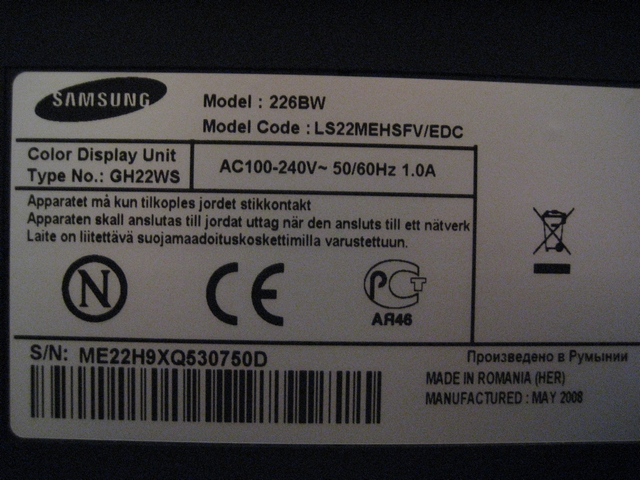 SAMSUNG
Model : 226BW
Model Code : LS22MEHSFV/EDC
Color Display Unit
Type No.: GH22WS
AC100-240V~ 50/60Hz 1.0A
Apparatet må kun tilkoples jordet stikkontakt
Apparaten skall anslutas till jordat uttag när den ansluts till ett nätverk
Laite on liitettävä suojamaadoituskoskettimilla varustettuun.
N
CE
РСТ
АЯ46
S/N: ME22H9XQ530750D
Произведено в Румынии
MADE IN ROMANIA (HER)
MANUFACTURED : MAY 2008